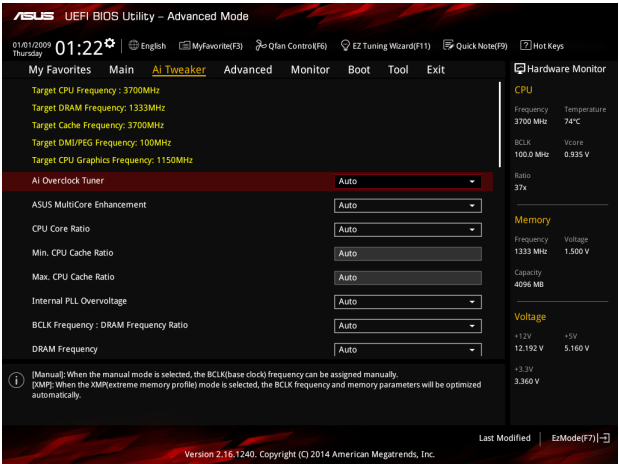 ASUS UEFI BIOS Utility – Advanced Mode
01/01/2009
Thursday
01:22
English
MyFavorite(F3)
Qfan Control(F6)
EZ Tuning Wizard(F11)
Quick Note(F9)
? Hot Keys
My Favorites Main Ai Tweaker Advanced Monitor Boot Tool Exit
Target CPU Frequency : 3700MHz
Target DRAM Frequency: 1333MHz
Target Cache Frequency: 3700MHz
Target DMI/PEG Frequency: 100MHz
Target CPU Graphics Frequency: 1150MHz
Ai Overclock Tuner Auto
ASUS MultiCore Enhancement Auto
CPU Core Ratio Auto
Min. CPU Cache Ratio Auto
Max. CPU Cache Ratio Auto
Internal PLL Overvoltage Auto
BCLK Frequency : DRAM Frequency Ratio Auto
DRAM Frequency Auto
i
[Manual]: When the manual mode is selected, the BCLK(base clock) frequency can be assigned manually.
[XMP]: When the XMP(extreme memory profile) mode is selected, the BCLK frequency and memory parameters will be optimized
automatically.
Hardware Monitor
CPU
Frequency Temperature
3700 MHz 74°C
BCLK Vcore
100.0 MHz 0.935 V
Ratio
37x
Memory
Frequency Voltage
1333 MHz 1.500 V
Capacity
4096 MB
Voltage
+12V +5V
12.192 V 5.160 V
+3.3V
3.360 V
Last Modified
EzMode(F7)
Version 2.16.1240. Copyright (C) 2014 American Megatrends, Inc.